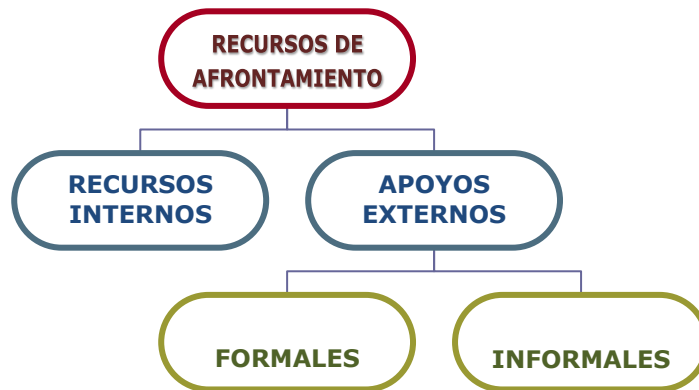 RECURSOS DE
AFRONTAMIENTO
RECURSOS
INTERNOS
APOYOS
EXTERNOS
FORMALES
INFORMALES